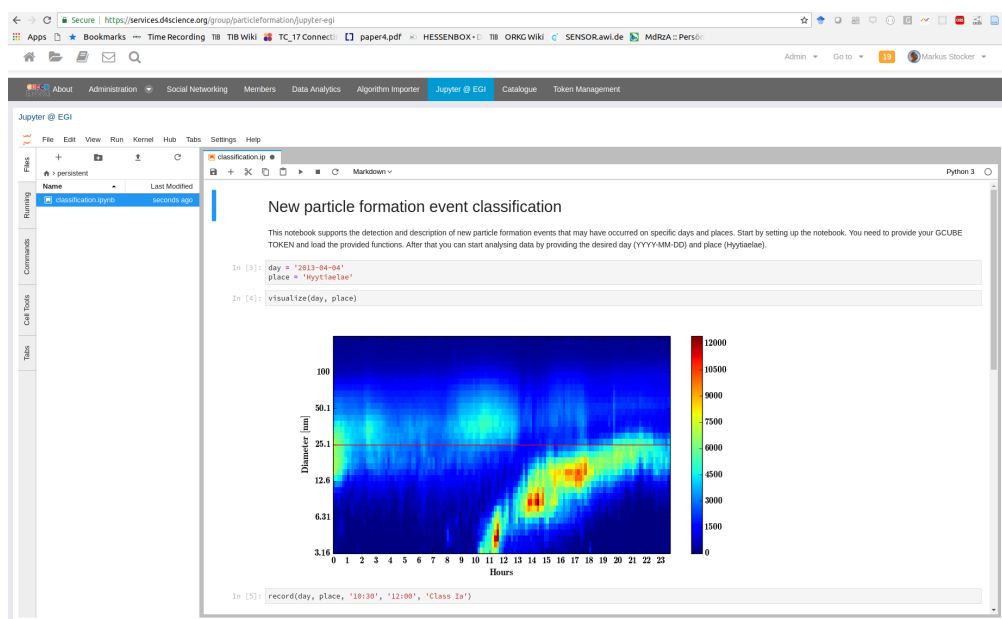 Secure | https://services.d4science.org/group/particleformation/jupyter-egi
Apps Bookmarks Time Recording TIB TIB Wiki TC_17 Connecti paper4.pdf HESSENBOX - D TIB ORKG Wiki SENSOR.awi.de MdRzA :: Persön
Admin Go to 19 Markus Stocker
About Administration Social Networking Members Data Analytics Algorithm Importer Jupyter @ EGI Catalogue Token Management
Jupyter @ EGI
File Edit View Run Kernel Hub Tabs Settings Help
Files
Running
Commands
Cell Tools
Tabs
> persistent
Name Last Modified
classification.ipynb seconds ago
classification.ip
Markdown Python 3
New particle formation event classification
This notebook supports the detection and description of new particle formation events that may have occurred on specific days and places. Start by setting up the notebook. You need to provide your GCUBE
TOKEN and load the provided functions. After that you can start analysing data by providing the desired day (YYYY-MM-DD) and place (Hyytiaelae).
In [3]: day = '2013-04-04'
place = 'Hyytiaelae'
In [4]: visualize(day, place)
Diameter [nm]
100
50.1
25.1
12.6
6.31
3.16
0 1 2 3 4 5 6 7 8 9 10 11 12 13 14 15 16 17 18 19 20 21 22 23
Hours
12000
10500
9000
7500
6000
4500
3000
1500
0
In [5]: record(day, place, '10:30', '12:00', 'Class Ia')